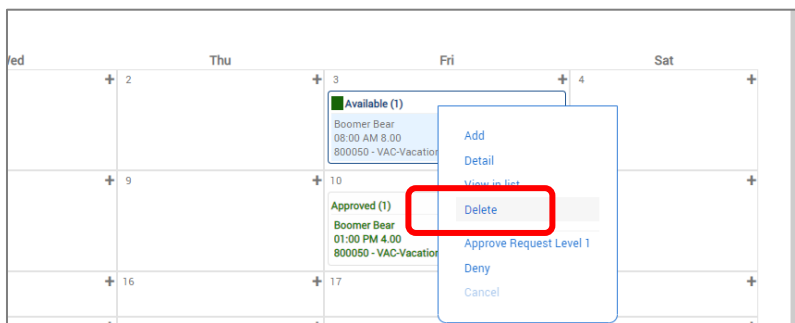 Wed Thu Fri Sat
2 3 4
Available (1)
Boomer Bear
08:00 AM 8.00
800050 - VAC-Vacation
Add
Detail
View in list
Delete
Approve Request Level 1
Deny
Cancel
9 10
Approved (1)
Boomer Bear
01:00 PM 4.00
800050 - VAC-Vacation
16 17